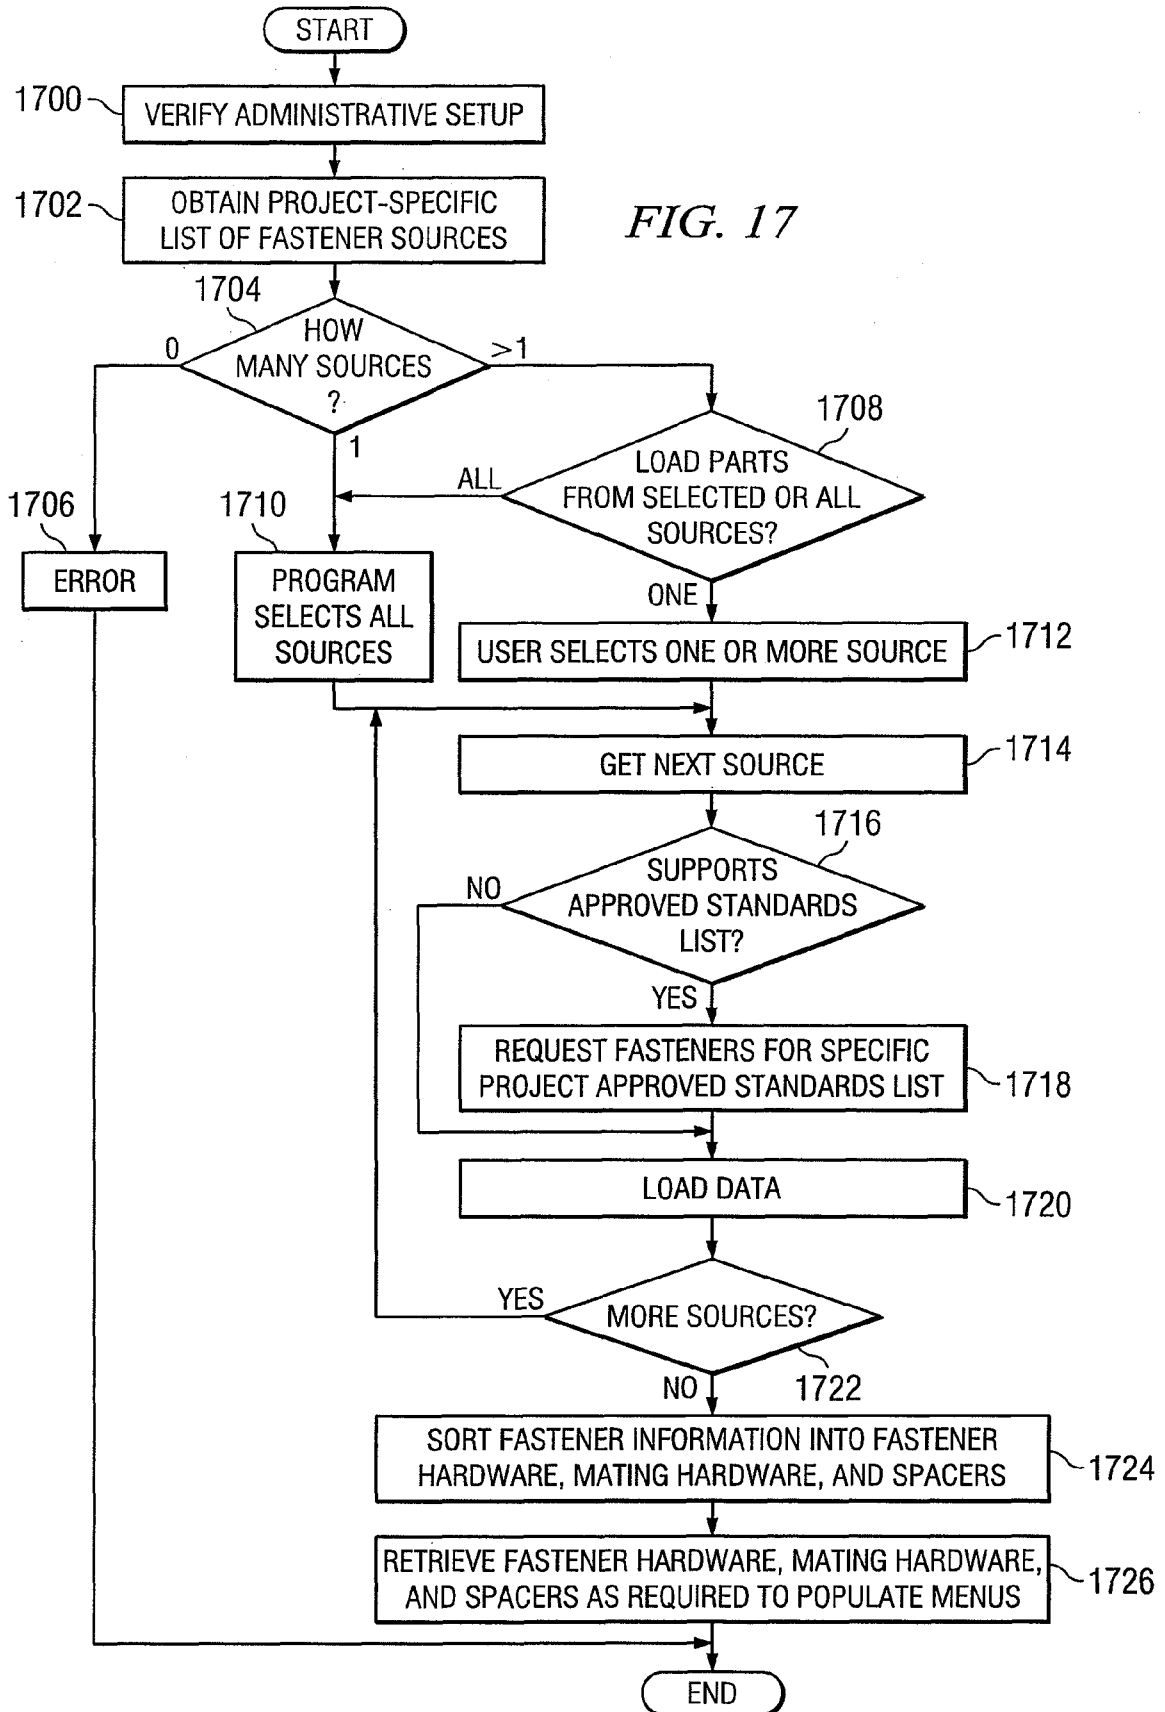 START
1700
VERIFY ADMINISTRATIVE SETUP
1702
OBTAIN PROJECT-SPECIFIC
LIST OF FASTENER SOURCES
FIG. 17
1704
HOW
MANY SOURCES
?
0
>1
1
1708
LOAD PARTS
FROM SELECTED OR ALL
SOURCES?
ALL
ONE
1706
ERROR
1710
PROGRAM
SELECTS ALL
SOURCES
USER SELECTS ONE OR MORE SOURCE
1712
GET NEXT SOURCE
1714
1716
SUPPORTS
APPROVED STANDARDS
LIST?
NO
YES
REQUEST FASTENERS FOR SPECIFIC
PROJECT APPROVED STANDARDS LIST
1718
LOAD DATA
1720
YES
MORE SOURCES?
1722
NO
SORT FASTENER INFORMATION INTO FASTENER
HARDWARE, MATING HARDWARE, AND SPACERS
1724
RETRIEVE FASTENER HARDWARE, MATING HARDWARE,
AND SPACERS AS REQUIRED TO POPULATE MENUS
1726
END